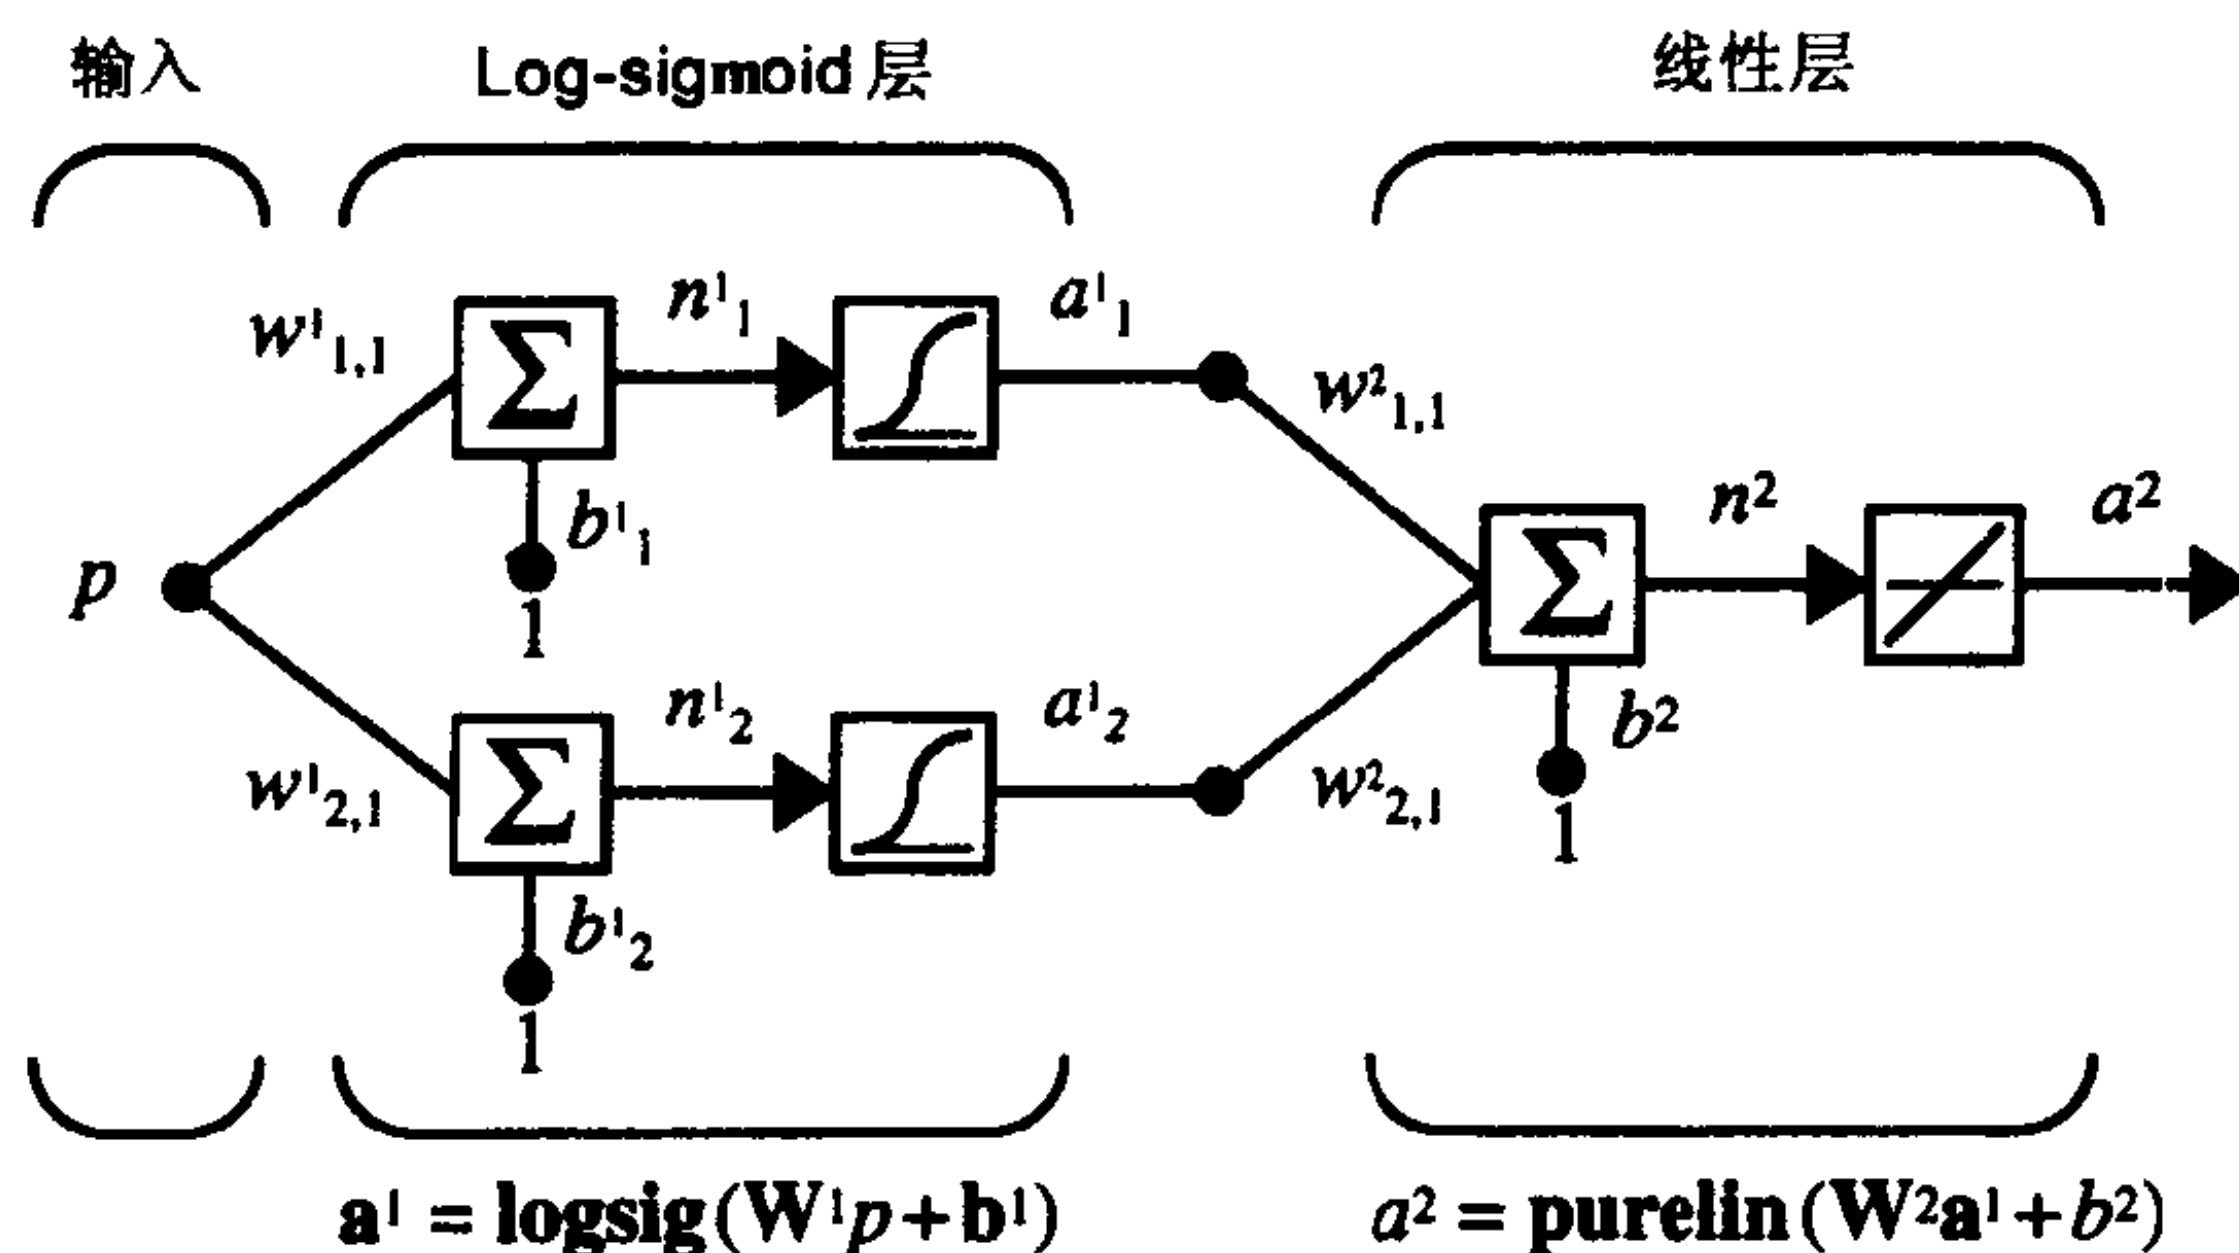 输入 Log-sigmoid 层 线性层
n¹₁ a¹₁
w¹₁,₁ Σ w²₁,₁
b¹₁ n² a²
p 1 Σ
n¹₂ a¹₂ b²
w¹₂,₁ Σ w²₂,₁ 1
b¹₂
1
a¹ = logsig(W¹p+b¹) a² = purelin(W²a¹+b²)